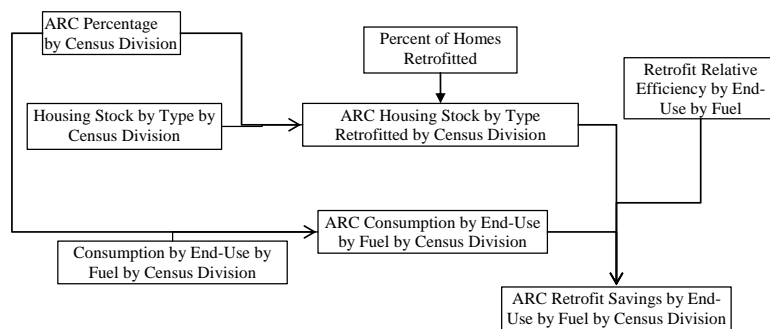 ARC Percentage
by Census Division
Percent of Homes
Retrofitted
Retrofit Relative
Efficiency by End-
Use by Fuel
Housing Stock by Type by
Census Division
ARC Housing Stock by Type
Retrofitted by Census Division
ARC Consumption by End-Use
by Fuel by Census Division
Consumption by End-Use by
Fuel by Census Division
ARC Retrofit Savings by End-
Use by Fuel by Census Division